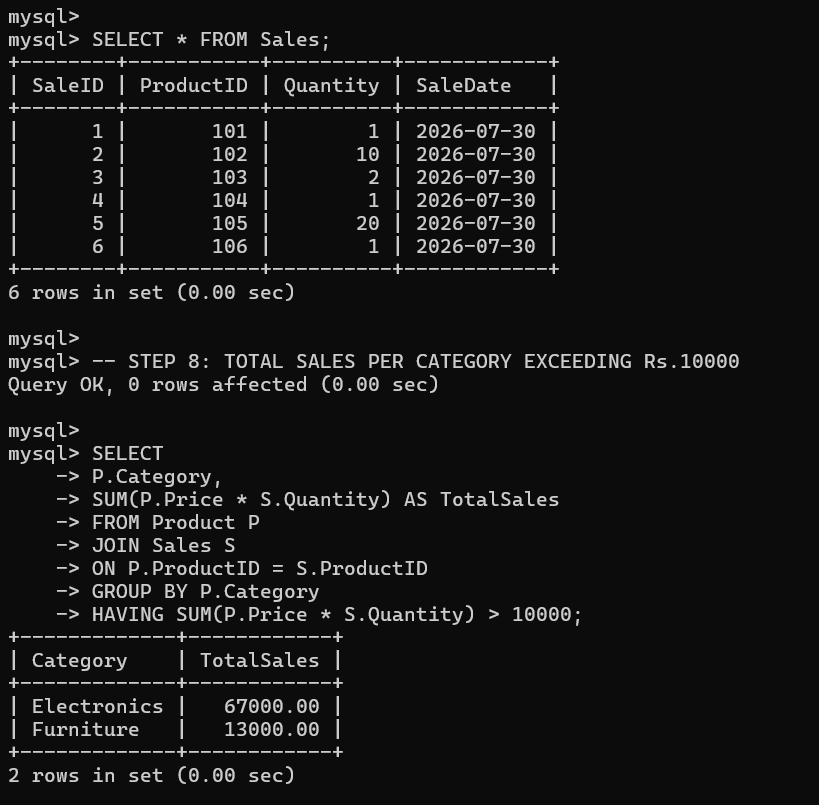 mysql>
mysql> SELECT * FROM Sales;
+--------+-----------+----------+------------+
| SaleID | ProductID | Quantity | SaleDate   |
+--------+-----------+----------+------------+
|      1 |       101 |        1 | 2026-07-30 |
|      2 |       102 |       10 | 2026-07-30 |
|      3 |       103 |        2 | 2026-07-30 |
|      4 |       104 |        1 | 2026-07-30 |
|      5 |       105 |       20 | 2026-07-30 |
|      6 |       106 |        1 | 2026-07-30 |
+--------+-----------+----------+------------+
6 rows in set (0.00 sec)

mysql>
mysql> -- STEP 8: TOTAL SALES PER CATEGORY EXCEEDING Rs.10000
Query OK, 0 rows affected (0.00 sec)

mysql>
mysql> SELECT
    -> P.Category,
    -> SUM(P.Price * S.Quantity) AS TotalSales
    -> FROM Product P
    -> JOIN Sales S
    -> ON P.ProductID = S.ProductID
    -> GROUP BY P.Category
    -> HAVING SUM(P.Price * S.Quantity) > 10000;
+-------------+------------+
| Category    | TotalSales |
+-------------+------------+
| Electronics |   67000.00 |
| Furniture   |   13000.00 |
+-------------+------------+
2 rows in set (0.00 sec)